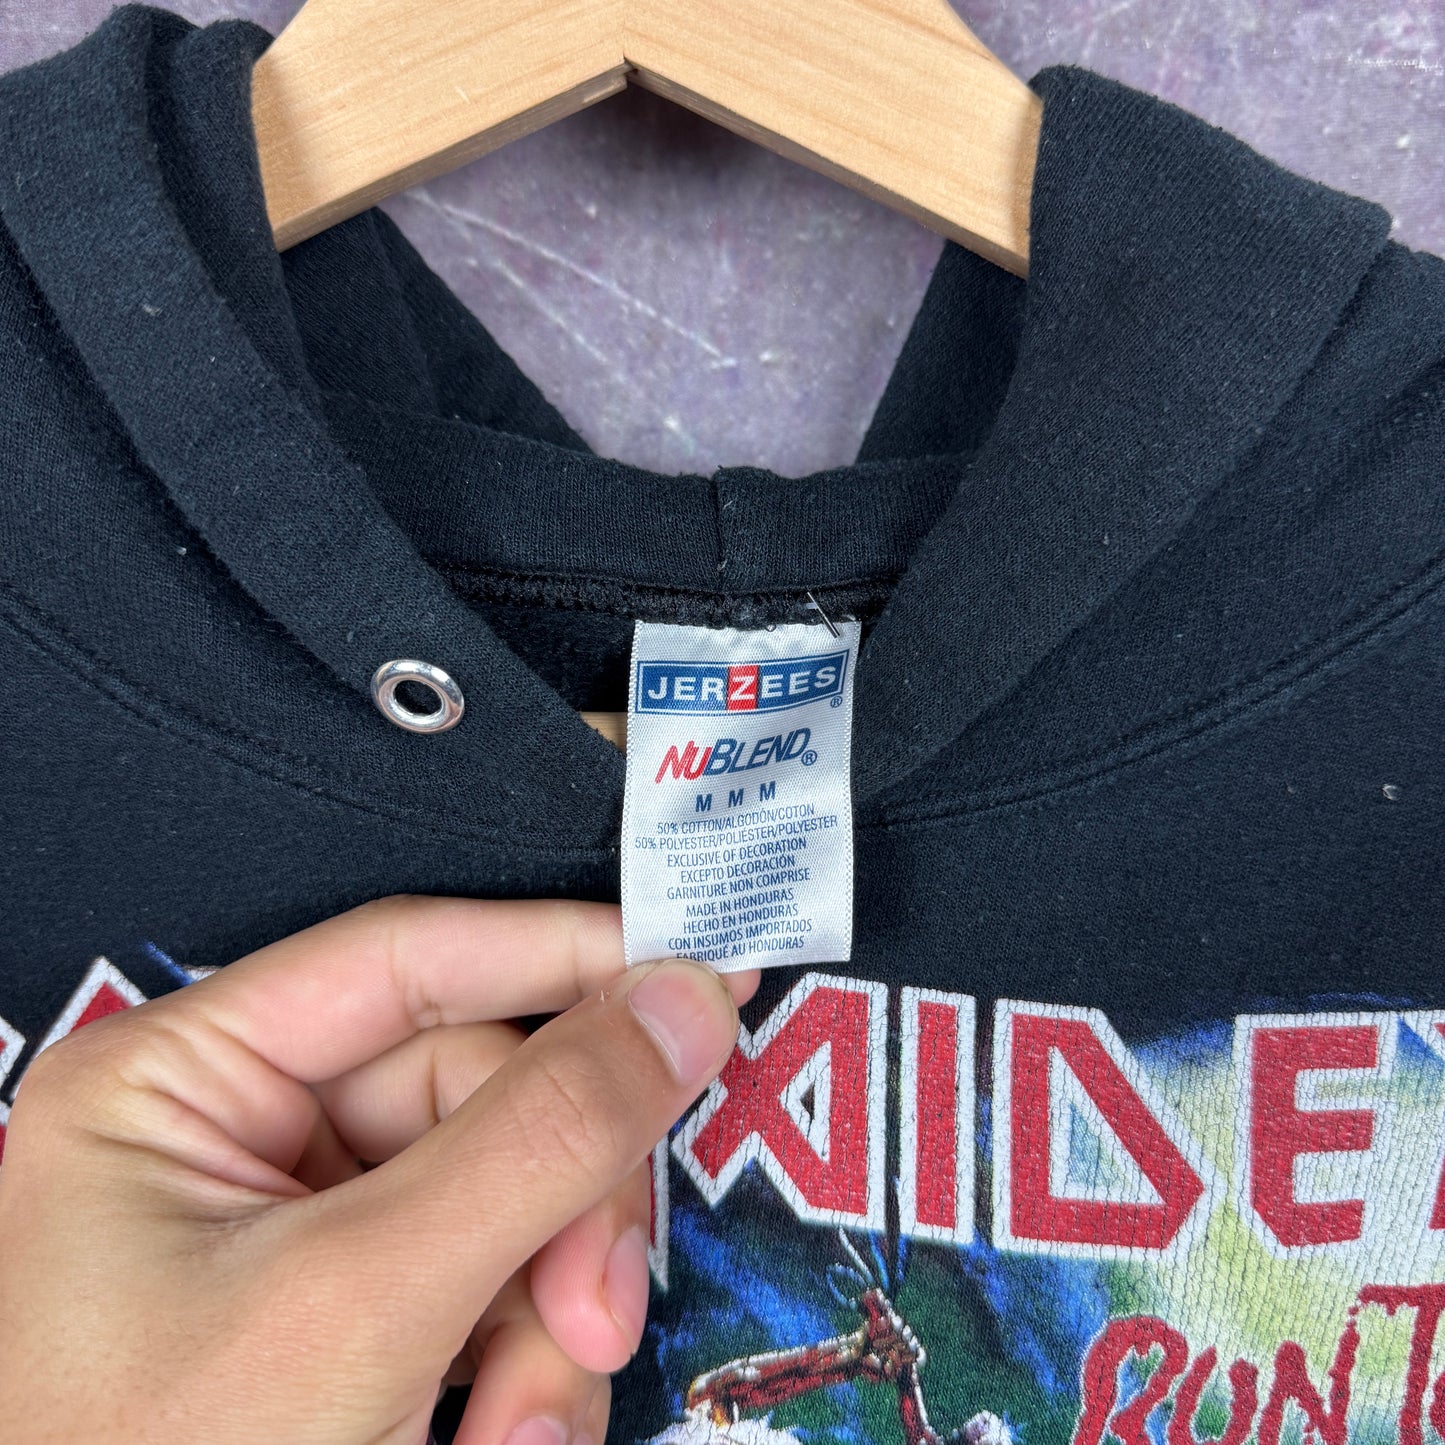 JERZEES®
NUBLEND®
M M M
50% COTTON/ALGODÓN/COTON
50% POLYESTER/POLIÉSTER/POLYESTER
EXCLUSIVE OF DECORATION
EXCEPTO DECORACIÓN
GARNITURE NON COMPRISE
MADE IN HONDURAS
HECHO EN HONDURAS
CON INSUMOS IMPORTADOS
FABRIQUÉ AU HONDURAS
MAIDE
RUN T